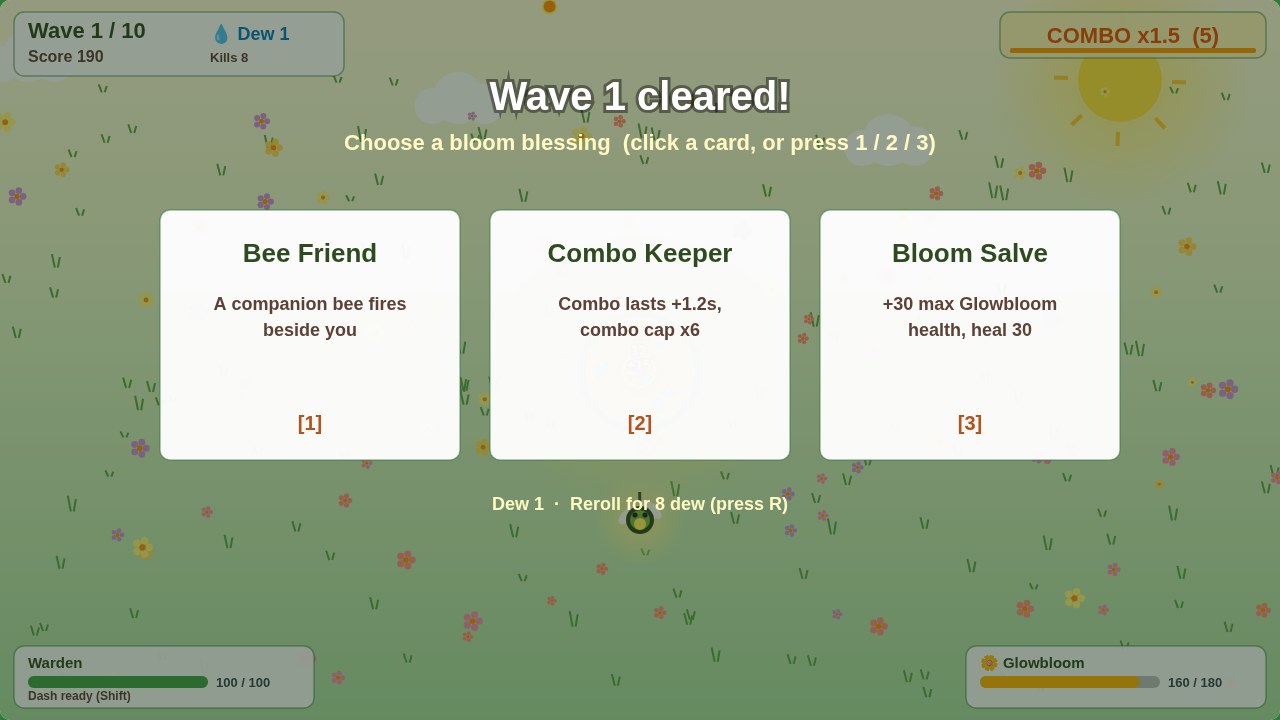 Wave 1 / 10
💧 Dew 1
Score 190
Kills 8
COMBO x1.5 (5)
Wave 1 cleared!
Choose a bloom blessing (click a card, or press 1 / 2 / 3)
Bee Friend
A companion bee fires
beside you
[1]
Combo Keeper
Combo lasts +1.2s,
combo cap x6
[2]
Bloom Salve
+30 max Glowbloom
health, heal 30
[3]
Dew 1 · Reroll for 8 dew (press R)
Warden
100 / 100
Dash ready (Shift)
🌼 Glowbloom
160 / 180